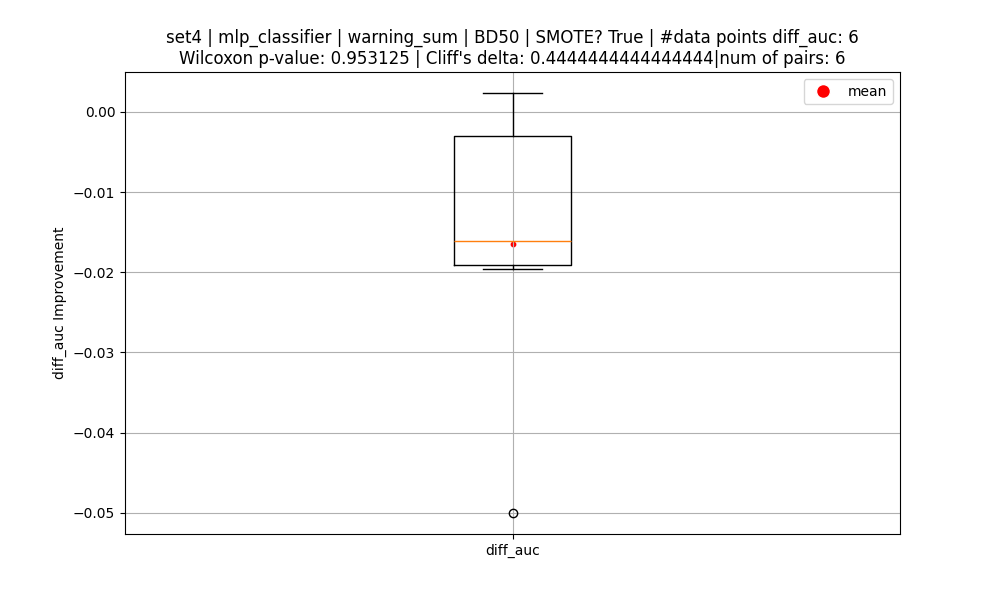 set4 | mlp_classifier | warning_sum | BD50 | SMOTE? True | #data points diff_auc: 6
Wilcoxon p-value: 0.953125 | Cliff's delta: 0.4444444444444444|num of pairs: 6
mean
0.00
−0.01
−0.02
−0.03
−0.04
−0.05
diff_auc Improvement
diff_auc